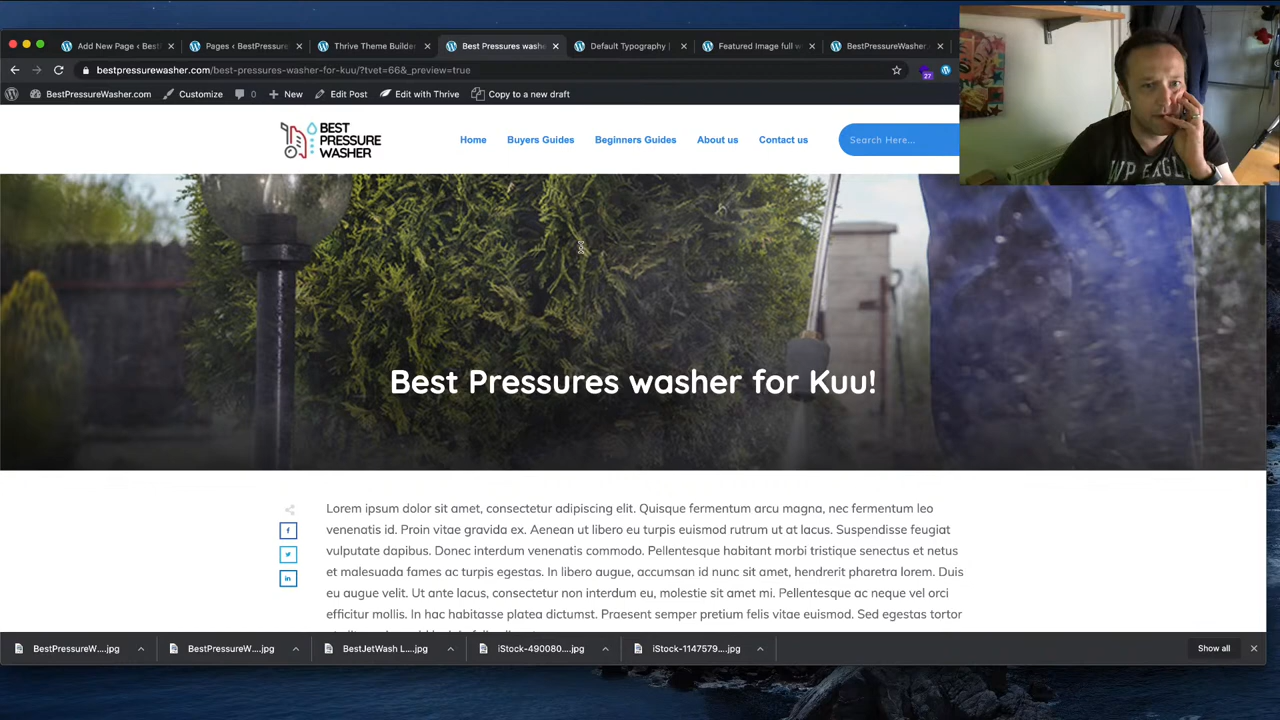 Add New Page ‹ Best
Pages ‹ BestPressure
Thrive Theme Builder
Best Pressures washe
Default Typography |
Featured Image full w
BestPressureWasher.
bestpressurewasher.com/best-pressures-washer-for-kuu/?tvet=66&_preview=true
27
BestPressureWasher.com
Customize
0
New
Edit Post
Edit with Thrive
Copy to a new draft
BEST
PRESSURE
WASHER
Home
Buyers Guides
Beginners Guides
About us
Contact us
Search Here...
Best Pressures washer for Kuu!
Lorem ipsum dolor sit amet, consectetur adipiscing elit. Quisque fermentum arcu magna, nec fermentum leo
venenatis id. Proin vitae gravida ex. Aenean ut libero eu turpis euismod rutrum ut at lacus. Suspendisse feugiat
vulputate dapibus. Donec interdum venenatis commodo. Pellentesque habitant morbi tristique senectus et netus
et malesuada fames ac turpis egestas. In libero augue, accumsan id nunc sit amet, hendrerit pharetra lorem. Duis
eu augue velit. Ut ante lacus, consectetur non interdum eu, molestie sit amet mi. Pellentesque ac neque vel orci
efficitur mollis. In hac habitasse platea dictumst. Praesent semper pretium felis vitae euismod. Sed egestas tortor
BestPressureW....jpg
BestPressureW....jpg
BestJetWash L....jpg
iStock-490080....jpg
iStock-1147579....jpg
Show all